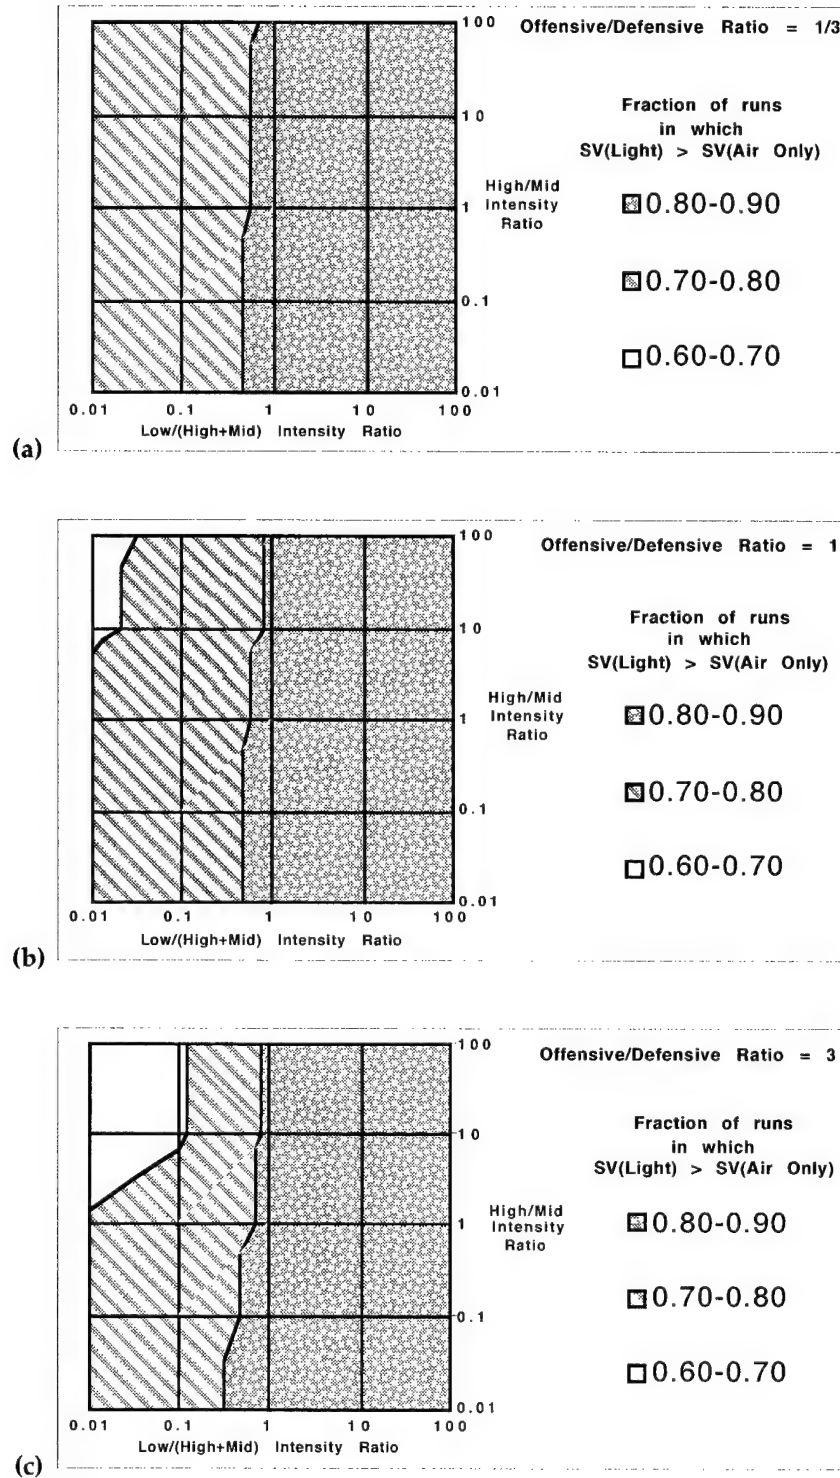 Offensive/Defensive Ratio = 1/3
100
10
1
0.1
0.01
High/Mid
Intensity
Ratio
Fraction of runs
in which
SV(Light) > SV(Air Only)
0.80-0.90
0.70-0.80
0.60-0.70
0.01 0.1 1 10 100
Low/(High+Mid) Intensity Ratio
(a)
Offensive/Defensive Ratio = 1
100
10
1
0.1
0.01
High/Mid
Intensity
Ratio
Fraction of runs
in which
SV(Light) > SV(Air Only)
0.80-0.90
0.70-0.80
0.60-0.70
0.01 0.1 1 10 100
Low/(High+Mid) Intensity Ratio
(b)
Offensive/Defensive Ratio = 3
100
10
1
0.1
0.01
High/Mid
Intensity
Ratio
Fraction of runs
in which
SV(Light) > SV(Air Only)
0.80-0.90
0.70-0.80
0.60-0.70
0.01 0.1 1 10 100
Low/(High+Mid) Intensity Ratio
(c)